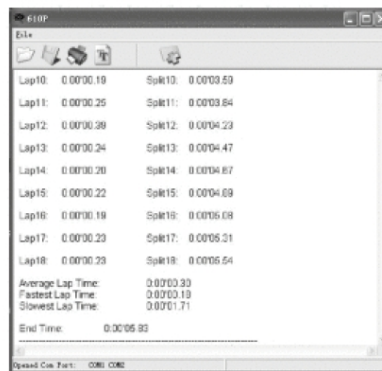 610P
File
T
Lap10: 0:00'00.19 Split10: 0:00'03.59
Lap11: 0:00'00.25 Split11: 0:00'03.84
Lap12: 0:00'00.39 Split12: 0:00'04.23
Lap13: 0:00'00.24 Split13: 0:00'04.47
Lap14: 0:00'00.20 Split14: 0:00'04.67
Lap15: 0:00'00.22 Split15: 0:00'04.89
Lap16: 0:00'00.19 Split16: 0:00'05.08
Lap17: 0:00'00.23 Split17: 0:00'05.31
Lap18: 0:00'00.23 Split18: 0:00'05.54
Average Lap Time: 0:00'00.30
Fastest Lap Time: 0:00'00.18
Slowest Lap Time: 0:00'01.71
End Time: 0:00'05.83
Opened Com Port: COM1 COM2